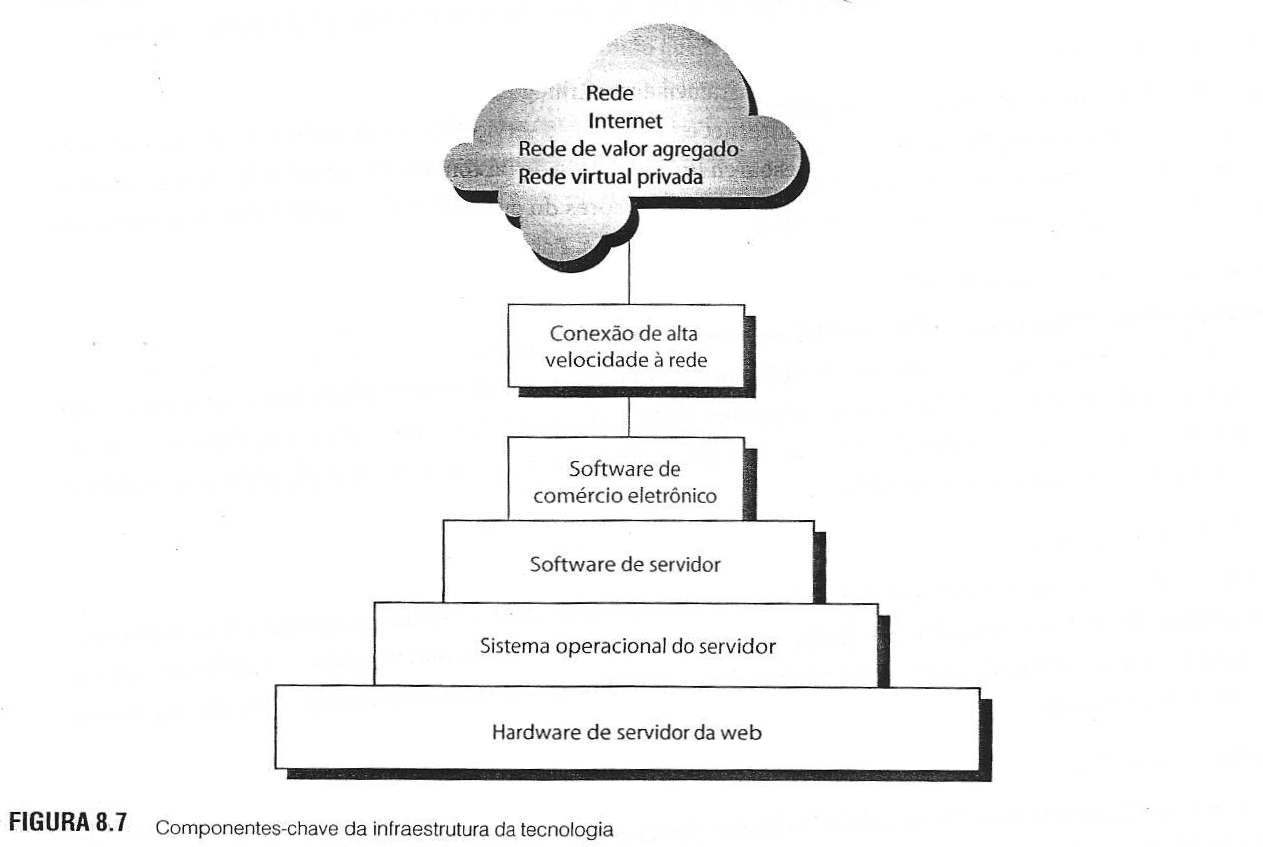 Rede
Internet
Rede de valor agregado
Rede virtual privada
Conexão de alta
velocidade à rede
Software de
comércio eletrônico
Software de servidor
Sistema operacional do servidor
Hardware de servidor da web
FIGURA 8.7 Componentes-chave da infraestrutura da tecnologia